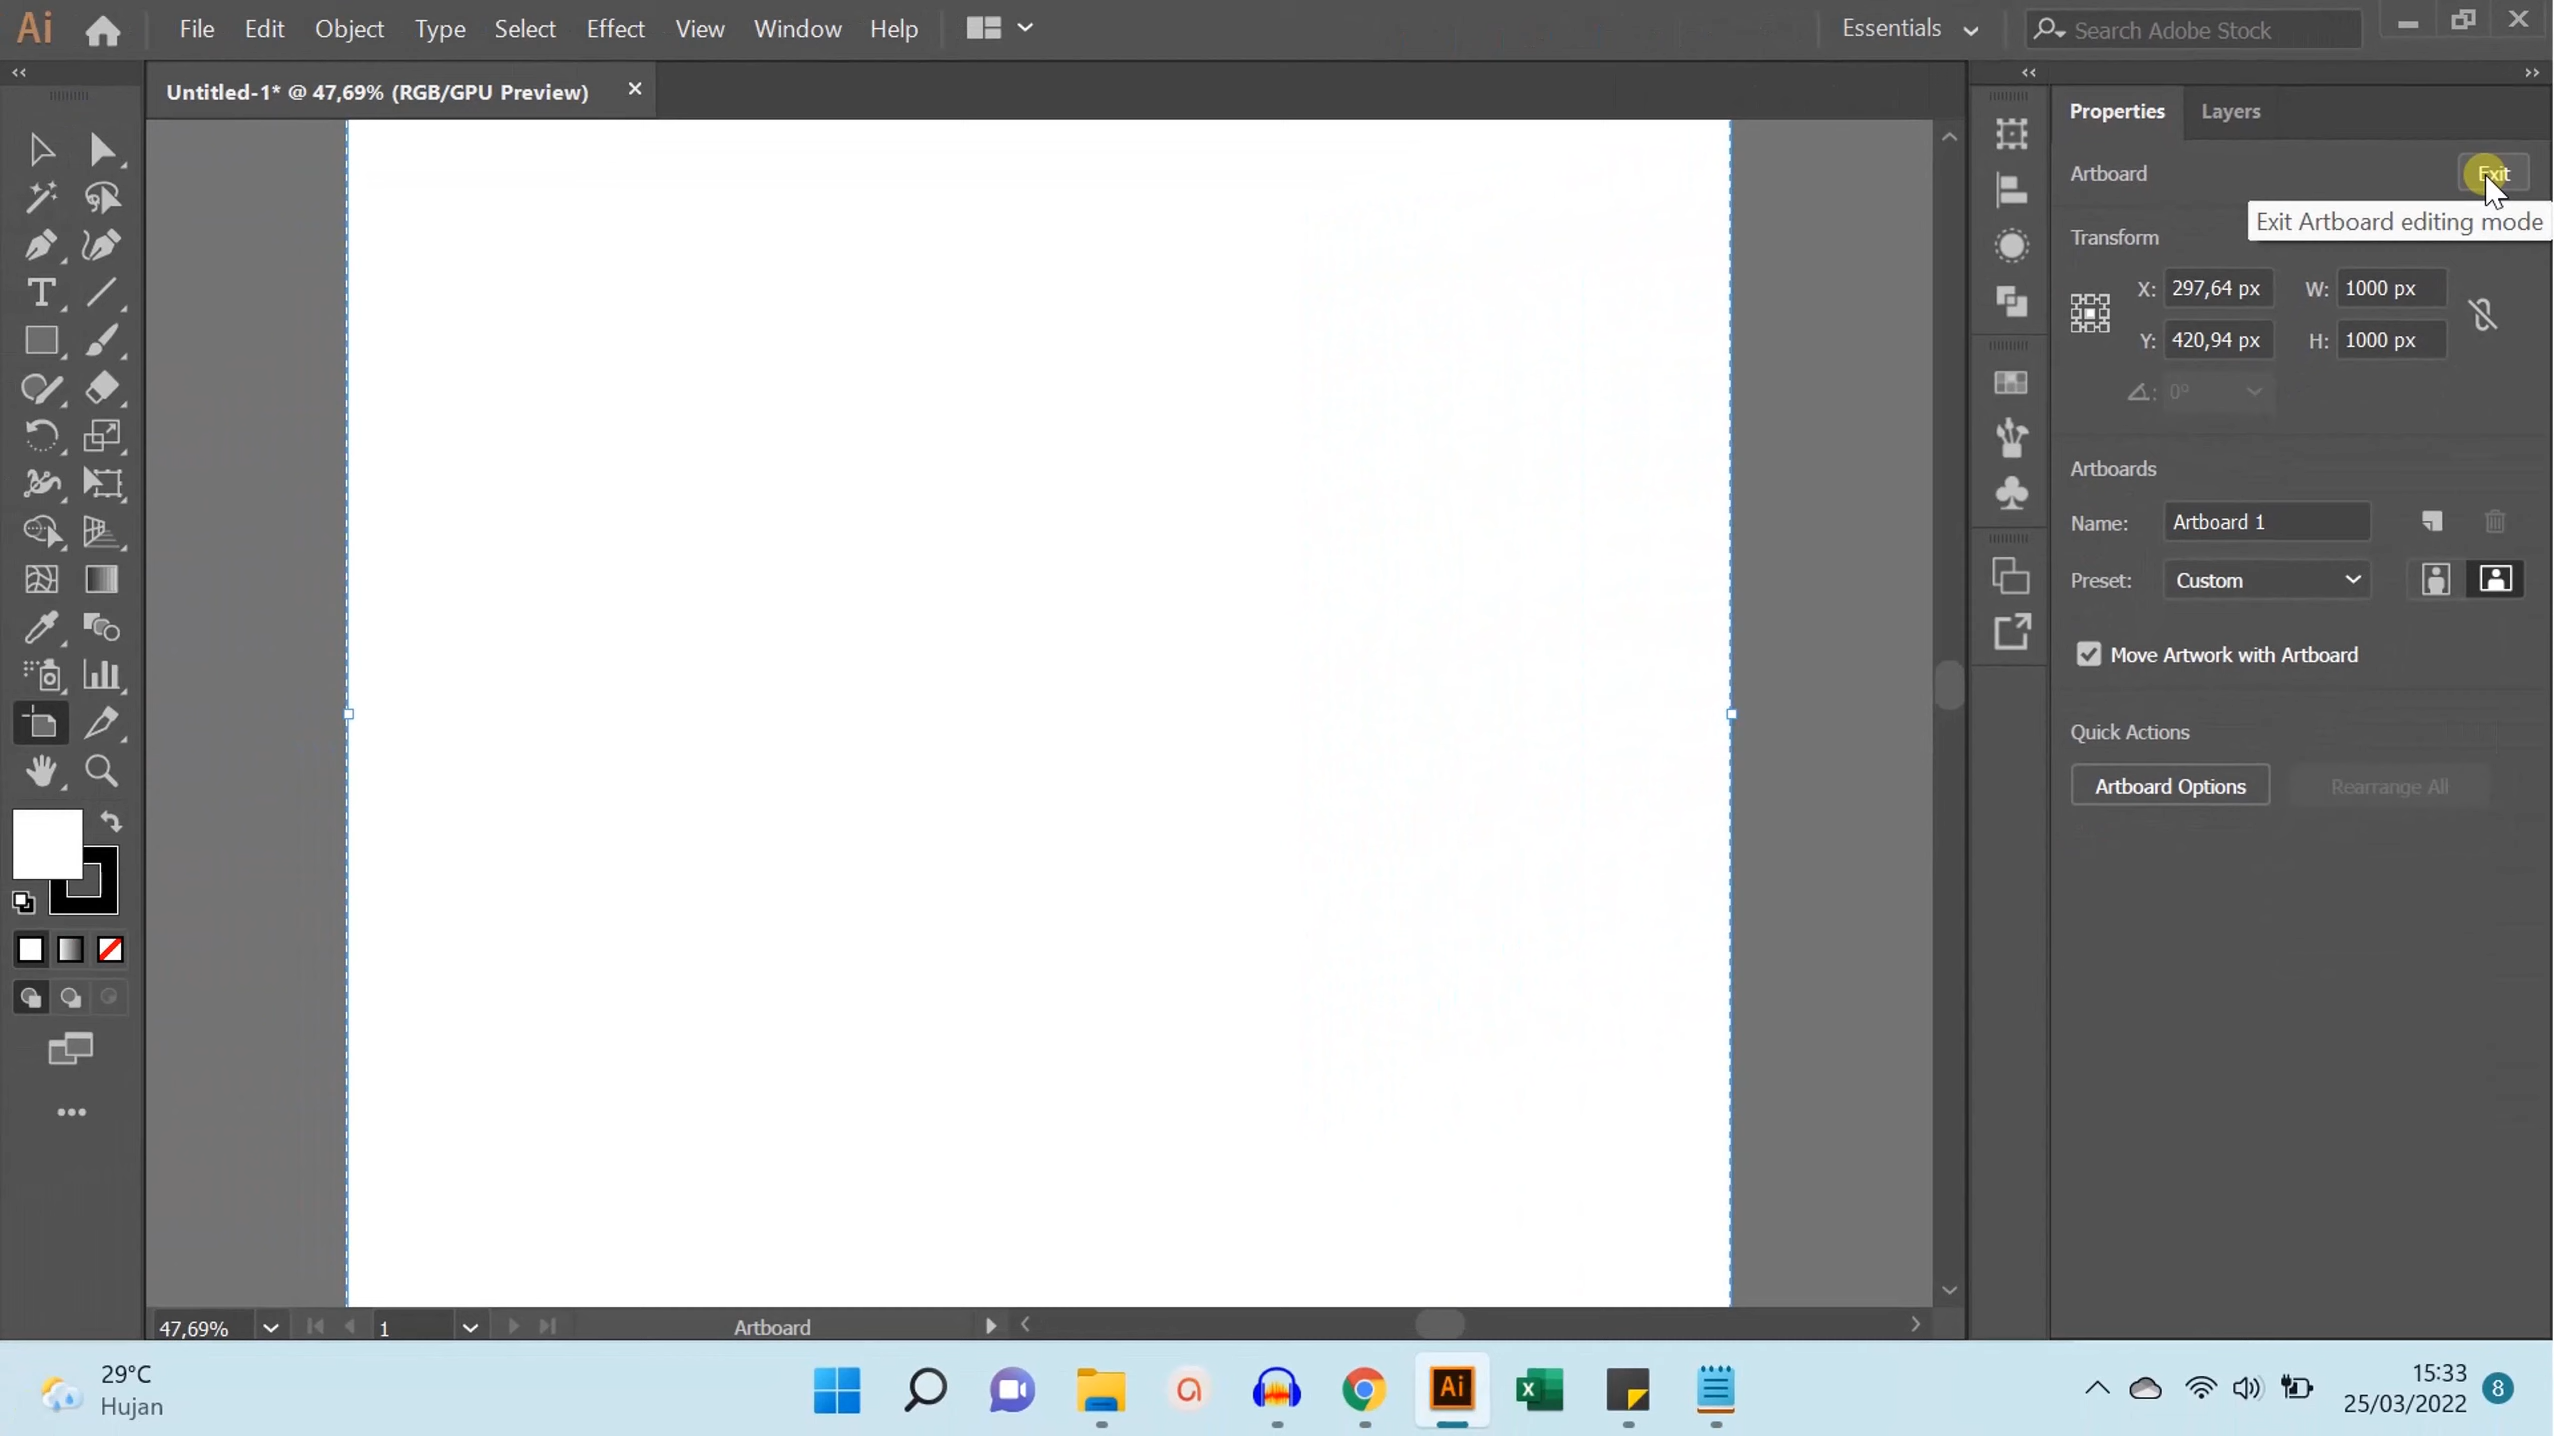 Ai File Edit Object Type Select Effect View Window Help Essentials Search Adobe Stock
Untitled-1* @ 47,69% (RGB/GPU Preview)
Properties Layers
Artboard Exit
Exit Artboard editing mode
Transform
X: 297,64 px W: 1000 px
Y: 420,94 px H: 1000 px
0°
Artboards
Name: Artboard 1
Preset: Custom
Move Artwork with Artboard
Quick Actions
Artboard Options Rearrange All
47,69% 1 Artboard
29°C
Hujan
Ai
15:33
25/03/2022
8